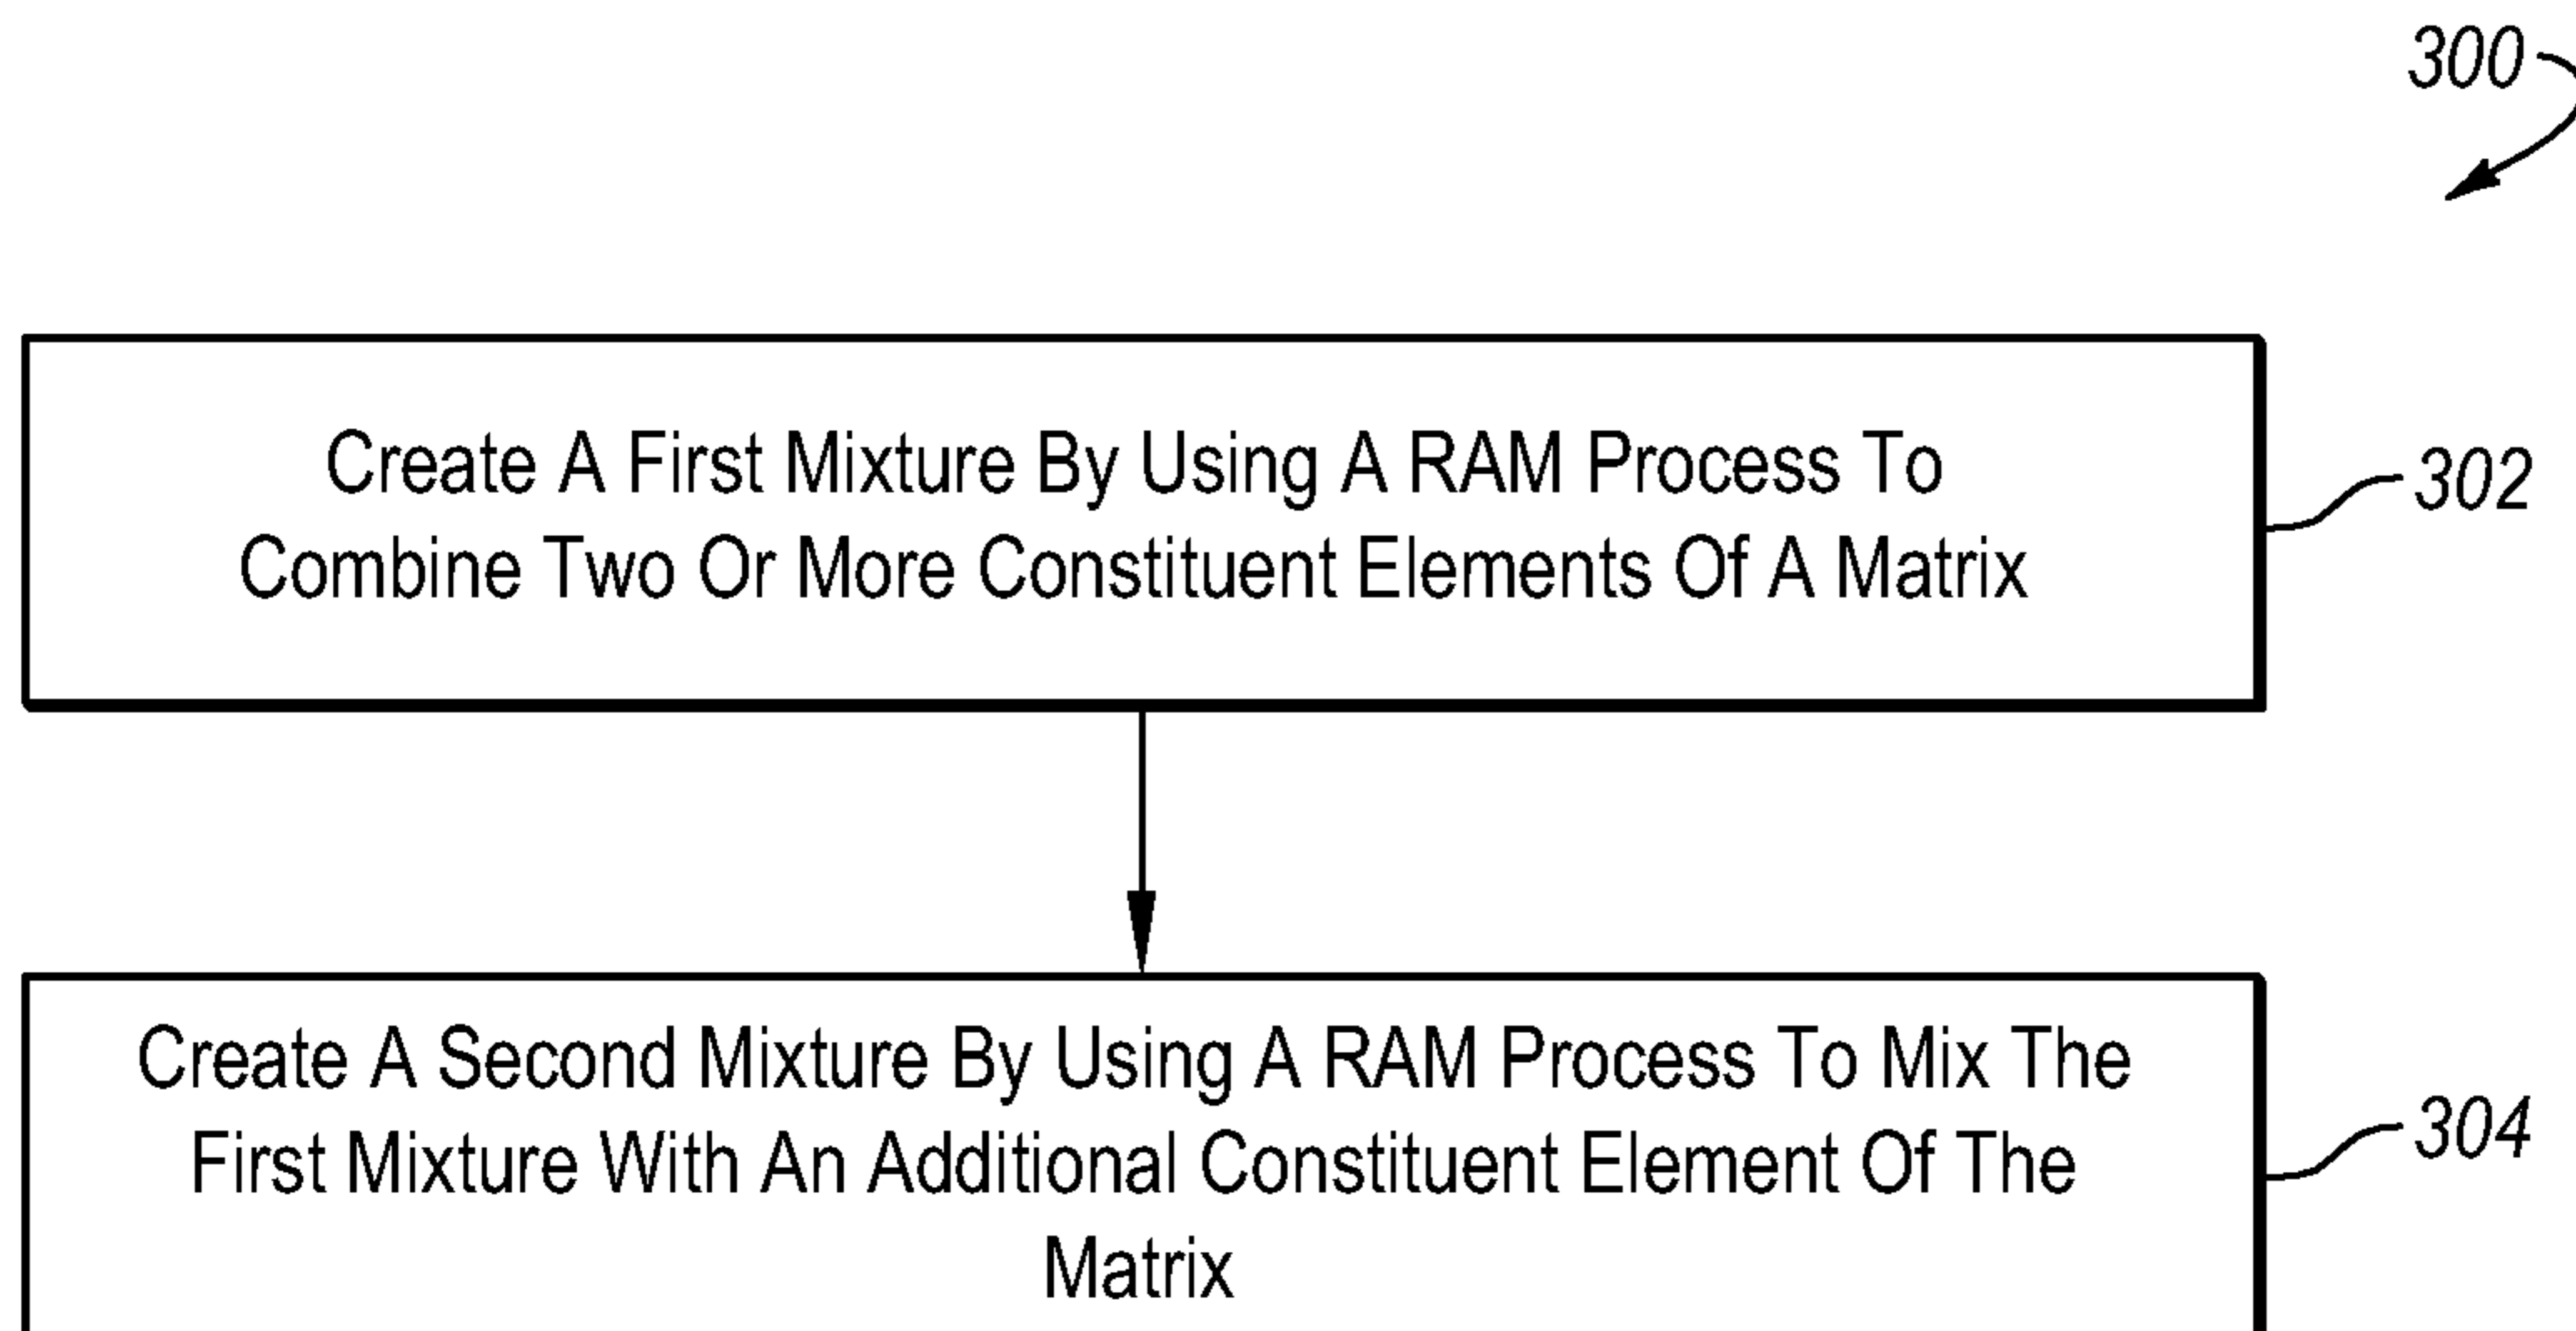 300
Create A First Mixture By Using A RAM Process To
Combine Two Or More Constituent Elements Of A Matrix
302
Create A Second Mixture By Using A RAM Process To Mix The
First Mixture With An Additional Constituent Element Of The
Matrix
304